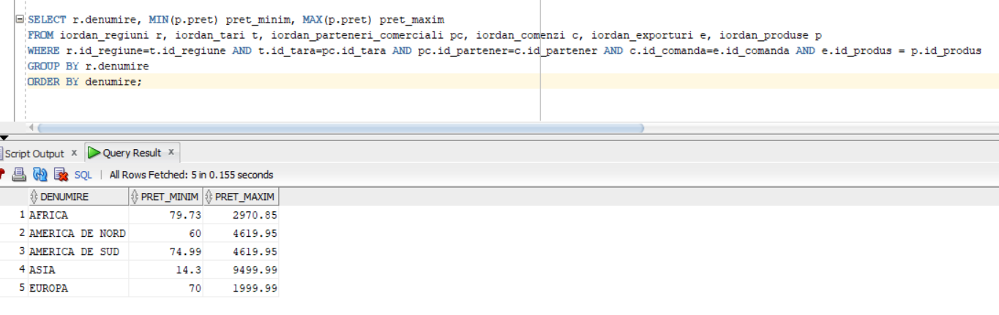 SELECT r.denumire, MIN(p.pret) pret_minim, MAX(p.pret) pret_maxim
FROM iordan_regiuni r, iordan_tari t, iordan_parteneri_comerciali pc, iordan_comenzi c, iordan_exporturi e, iordan_produse p
WHERE r.id_regiune=t.id_regiune AND t.id_tara=pc.id_tara AND pc.id_partener=c.id_partener AND c.id_comanda=e.id_comanda AND e.id_produs = p.id_produs
GROUP BY r.denumire
ORDER BY denumire;
Script Output x Query Result x
SQL | All Rows Fetched: 5 in 0.155 seconds
DENUMIRE PRET_MINIM PRET_MAXIM
1 AFRICA 79.73 2970.85
2 AMERICA DE NORD 60 4619.95
3 AMERICA DE SUD 74.99 4619.95
4 ASIA 14.3 9499.99
5 EUROPA 70 1999.99